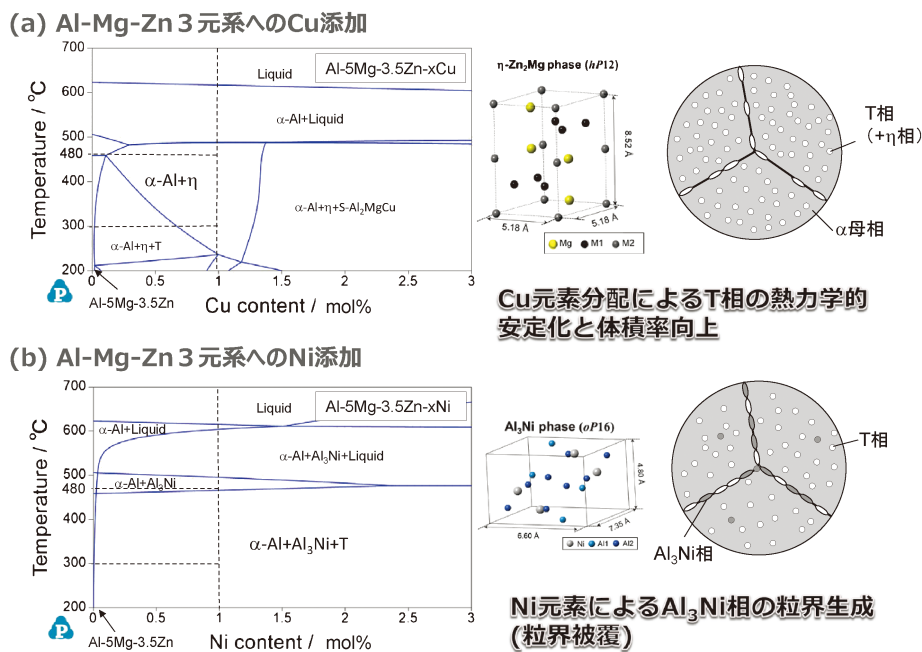 (a) Al-Mg-Zn３元系へのCu添加
700
600
500
480
400
300
200
Temperature / ℃
Liquid
Al-5Mg-3.5Zn-xCu
α-Al+Liquid
α-Al+η
α-Al+η+S-Al₂MgCu
α-Al+η+T
0
0.5
1
1.5
2
2.5
3
P
Al-5Mg-3.5Zn
Cu content / mol%
η-Zn₂Mg phase (hP12)
8.52 Å
5.18 Å
5.18 Å
Mg M1 M2
T相
(+η相)
α母相
Cu元素分配によるT相の熱力学的
安定化と体積率向上
(b) Al-Mg-Zn３元系へのNi添加
700
600
500
480
400
300
200
Temperature / ℃
Liquid
Al-5Mg-3.5Zn-xNi
α-Al+Liquid
α-Al+Al₃Ni+Liquid
α-Al+Al₃Ni
α-Al+Al₃Ni+T
0
0.5
1
1.5
2
2.5
3
P
Al-5Mg-3.5Zn
Ni content / mol%
Al₃Ni phase (oP16)
4.80 Å
7.35 Å
6.60 Å
Ni Al1 Al2
T相
Al₃Ni相
Ni元素によるAl₃Ni相の粒界生成
(粒界被覆)